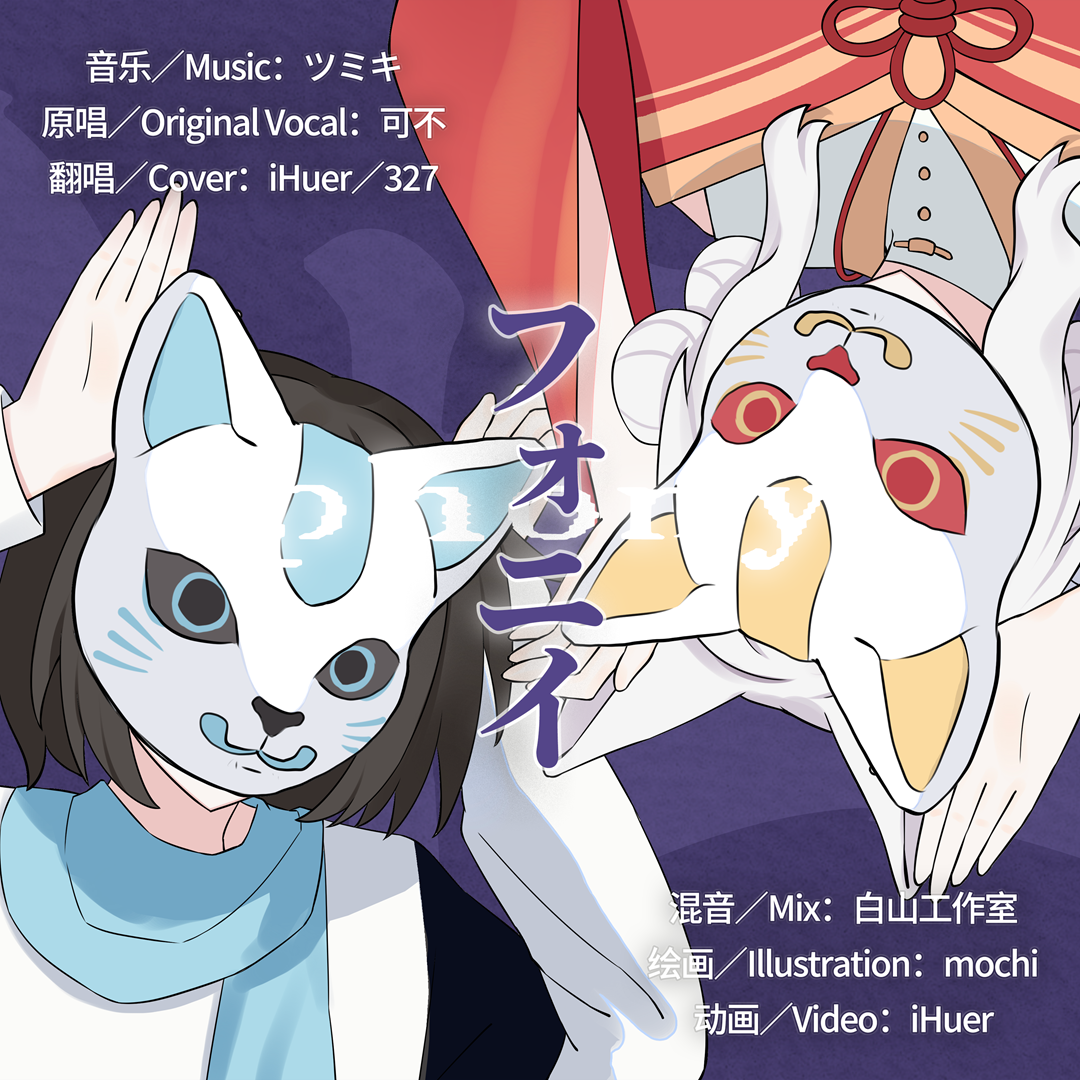 音乐／Music：ツミキ
原唱／Original Vocal：可不
翻唱／Cover：iHuer／327
フォニイ
phony
混音／Mix：白山工作室
绘画／Illustration：mochi
动画／Video：iHuer